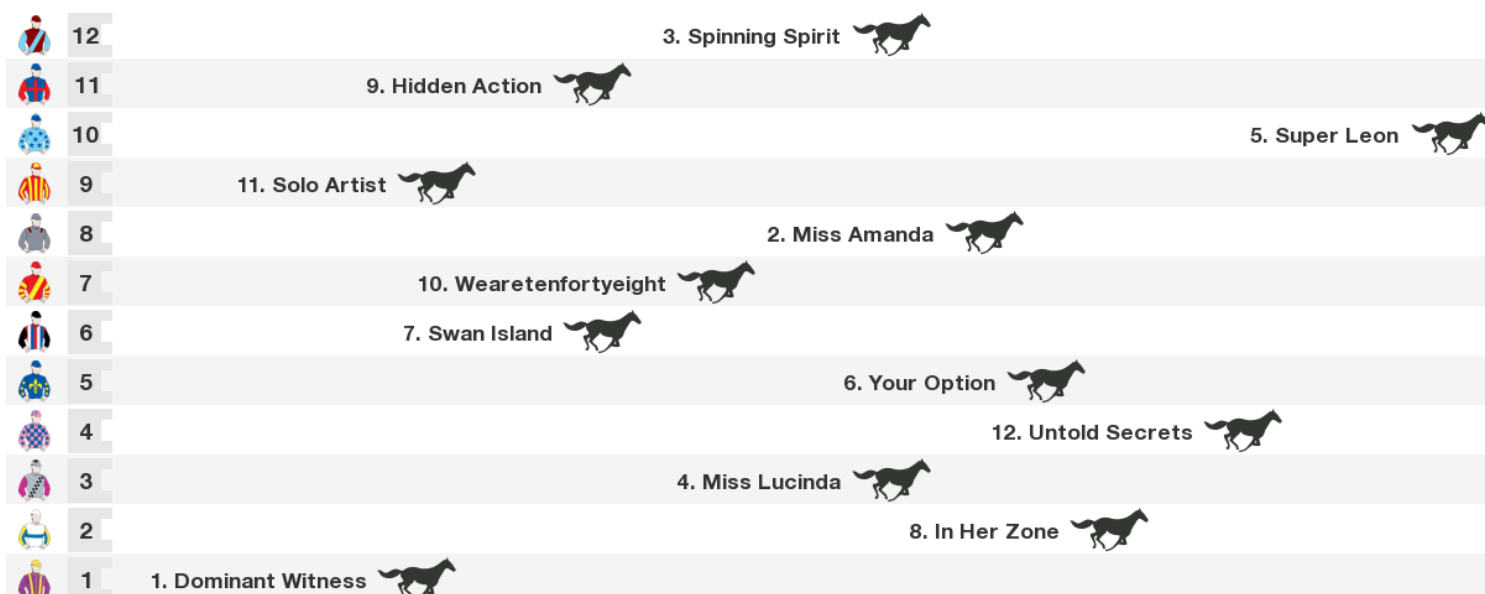 12 3. Spinning Spirit
11 9. Hidden Action
10 5. Super Leon
9 11. Solo Artist
8 2. Miss Amanda
7 10. Wearetenfortyeight
6 7. Swan Island
5 6. Your Option
4 12. Untold Secrets
3 4. Miss Lucinda
2 8. In Her Zone
1 1. Dominant Witness